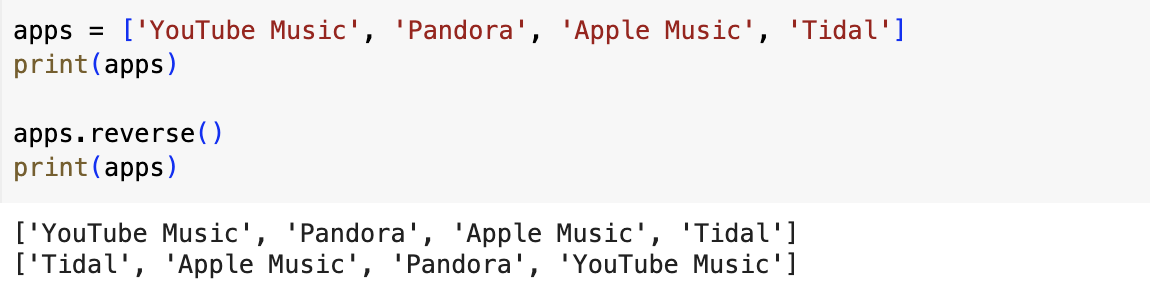 apps = ['YouTube Music', 'Pandora', 'Apple Music', 'Tidal']
print(apps)
apps.reverse()
print(apps)
['YouTube Music', 'Pandora', 'Apple Music', 'Tidal']
['Tidal', 'Apple Music', 'Pandora', 'YouTube Music']